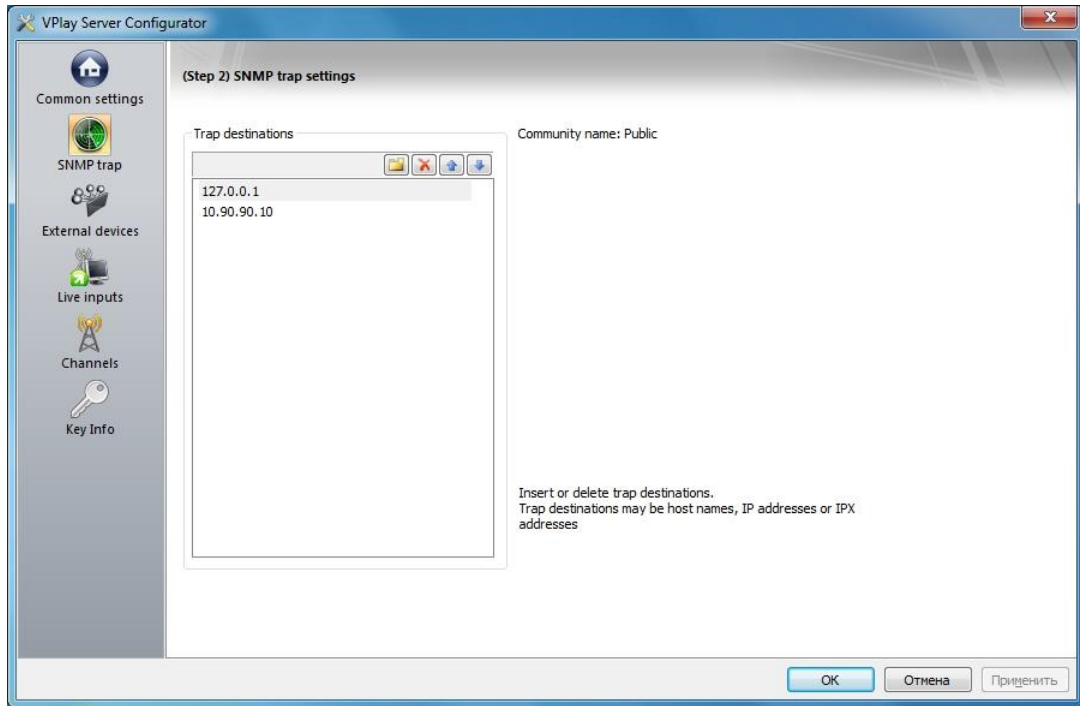 VPlay Server Configurator
Common settings
SNMP trap
External devices
Live inputs
Channels
Key Info
(Step 2) SNMP trap settings
Trap destinations
127.0.0.1
10.90.90.10
Community name: Public
Insert or delete trap destinations.
Trap destinations may be host names, IP addresses or IPX
addresses
OK
Отмена
Применить